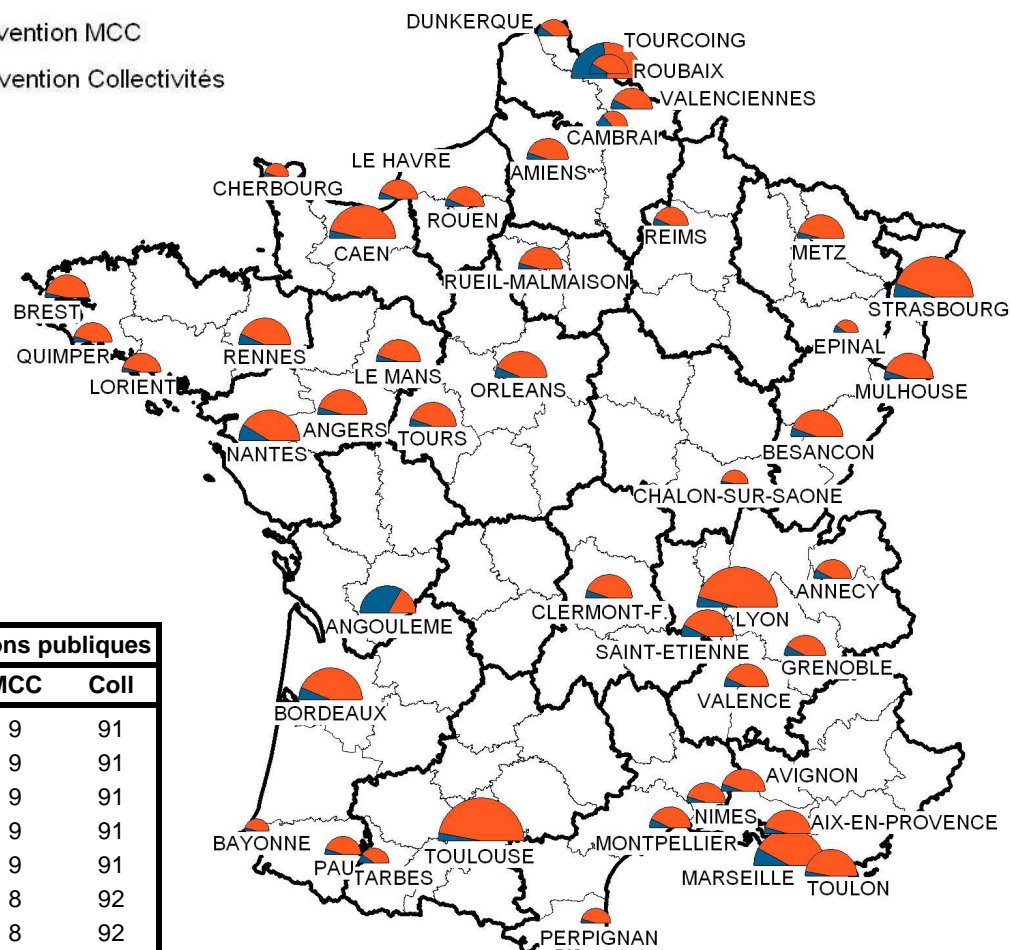 vention MCC
vention Collectivités
DUNKERQUE
TOURCOING
ROUBAIX
VALENCIENNES
CAMBRAI
LE HAVRE
AMIENS
CHERBOURG
ROUEN
REIMS
CAEN
METZ
RUEIL-MALMAISON
STRASBOURG
BREST
EPINAL
QUIMPER
RENNES
LE MANS
ORLEANS
LORIENT
MULHOUSE
ANGERS
TOURS
NANTES
BESANCON
CHALON-SUR-SAONE
ANNECY
CLERMONT-F.
LYON
ANGOULEME
SAINT-ETIENNE
GRENOBLE
VALENCE
BORDEAUX
AVIGNON
NIMES
AIX-EN-PROVENCE
BAYONNE
MONTPELLIER
PAU
TARBES
TOULOUSE
MARSEILLE
TOULON
PERPIGNAN
ons publiques
MCC Coll
9 91
9 91
9 91
9 91
9 91
8 92
8 92